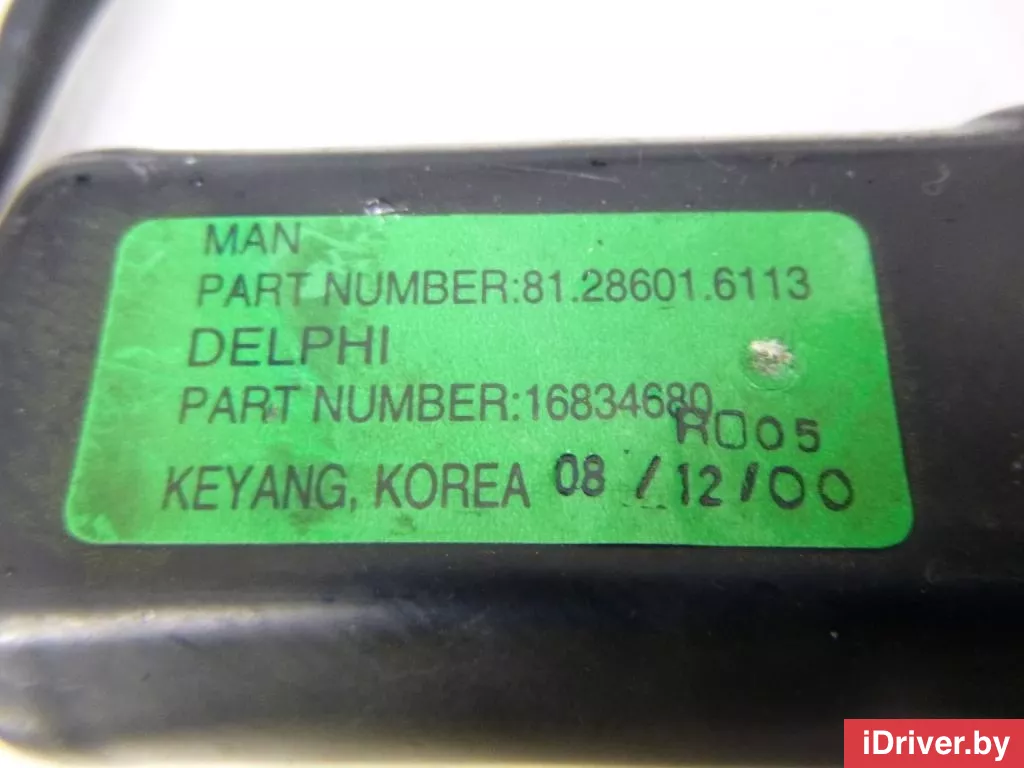 MAN
PART NUMBER:81.28601.6113
DELPHI
PART NUMBER:16834680
R005
KEYANG, KOREA 08 / 12/00
iDriver.by